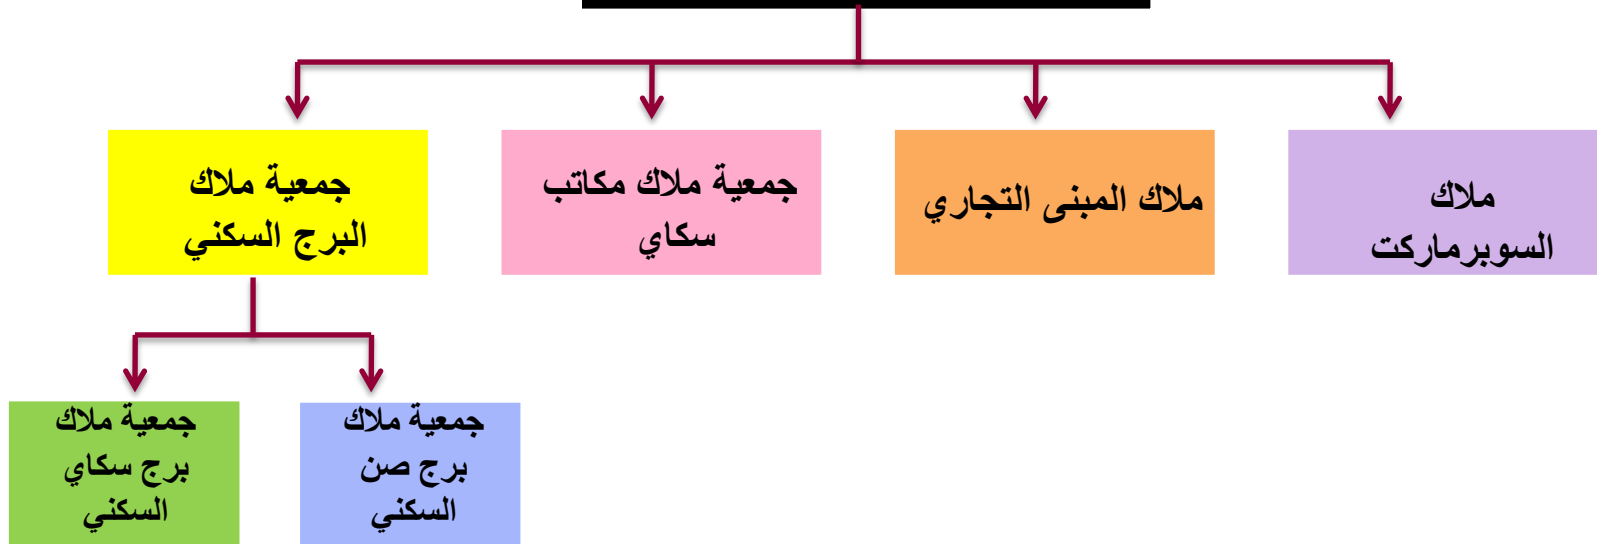 ملاك
السوبرماركت
ملاك المبنى التجاري
جمعية ملاك مكاتب
سكاي
جمعية ملاك
البرج السكني
جمعية ملاك
برج صن
السكني
جمعية ملاك
برج سكاي
السكني